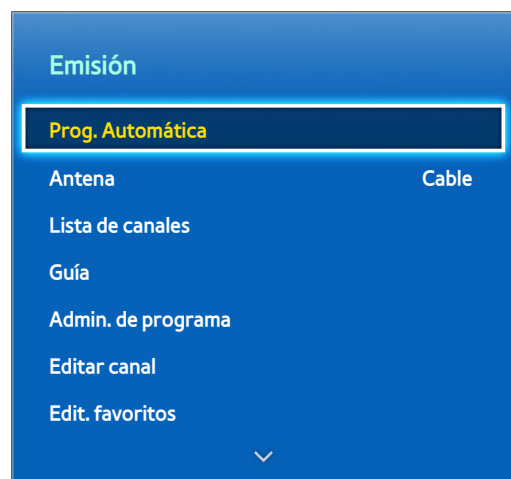 Emisión
Prog. Automática
Antena Cable
Lista de canales
Guía
Admin. de programa
Editar canal
Edit. favoritos